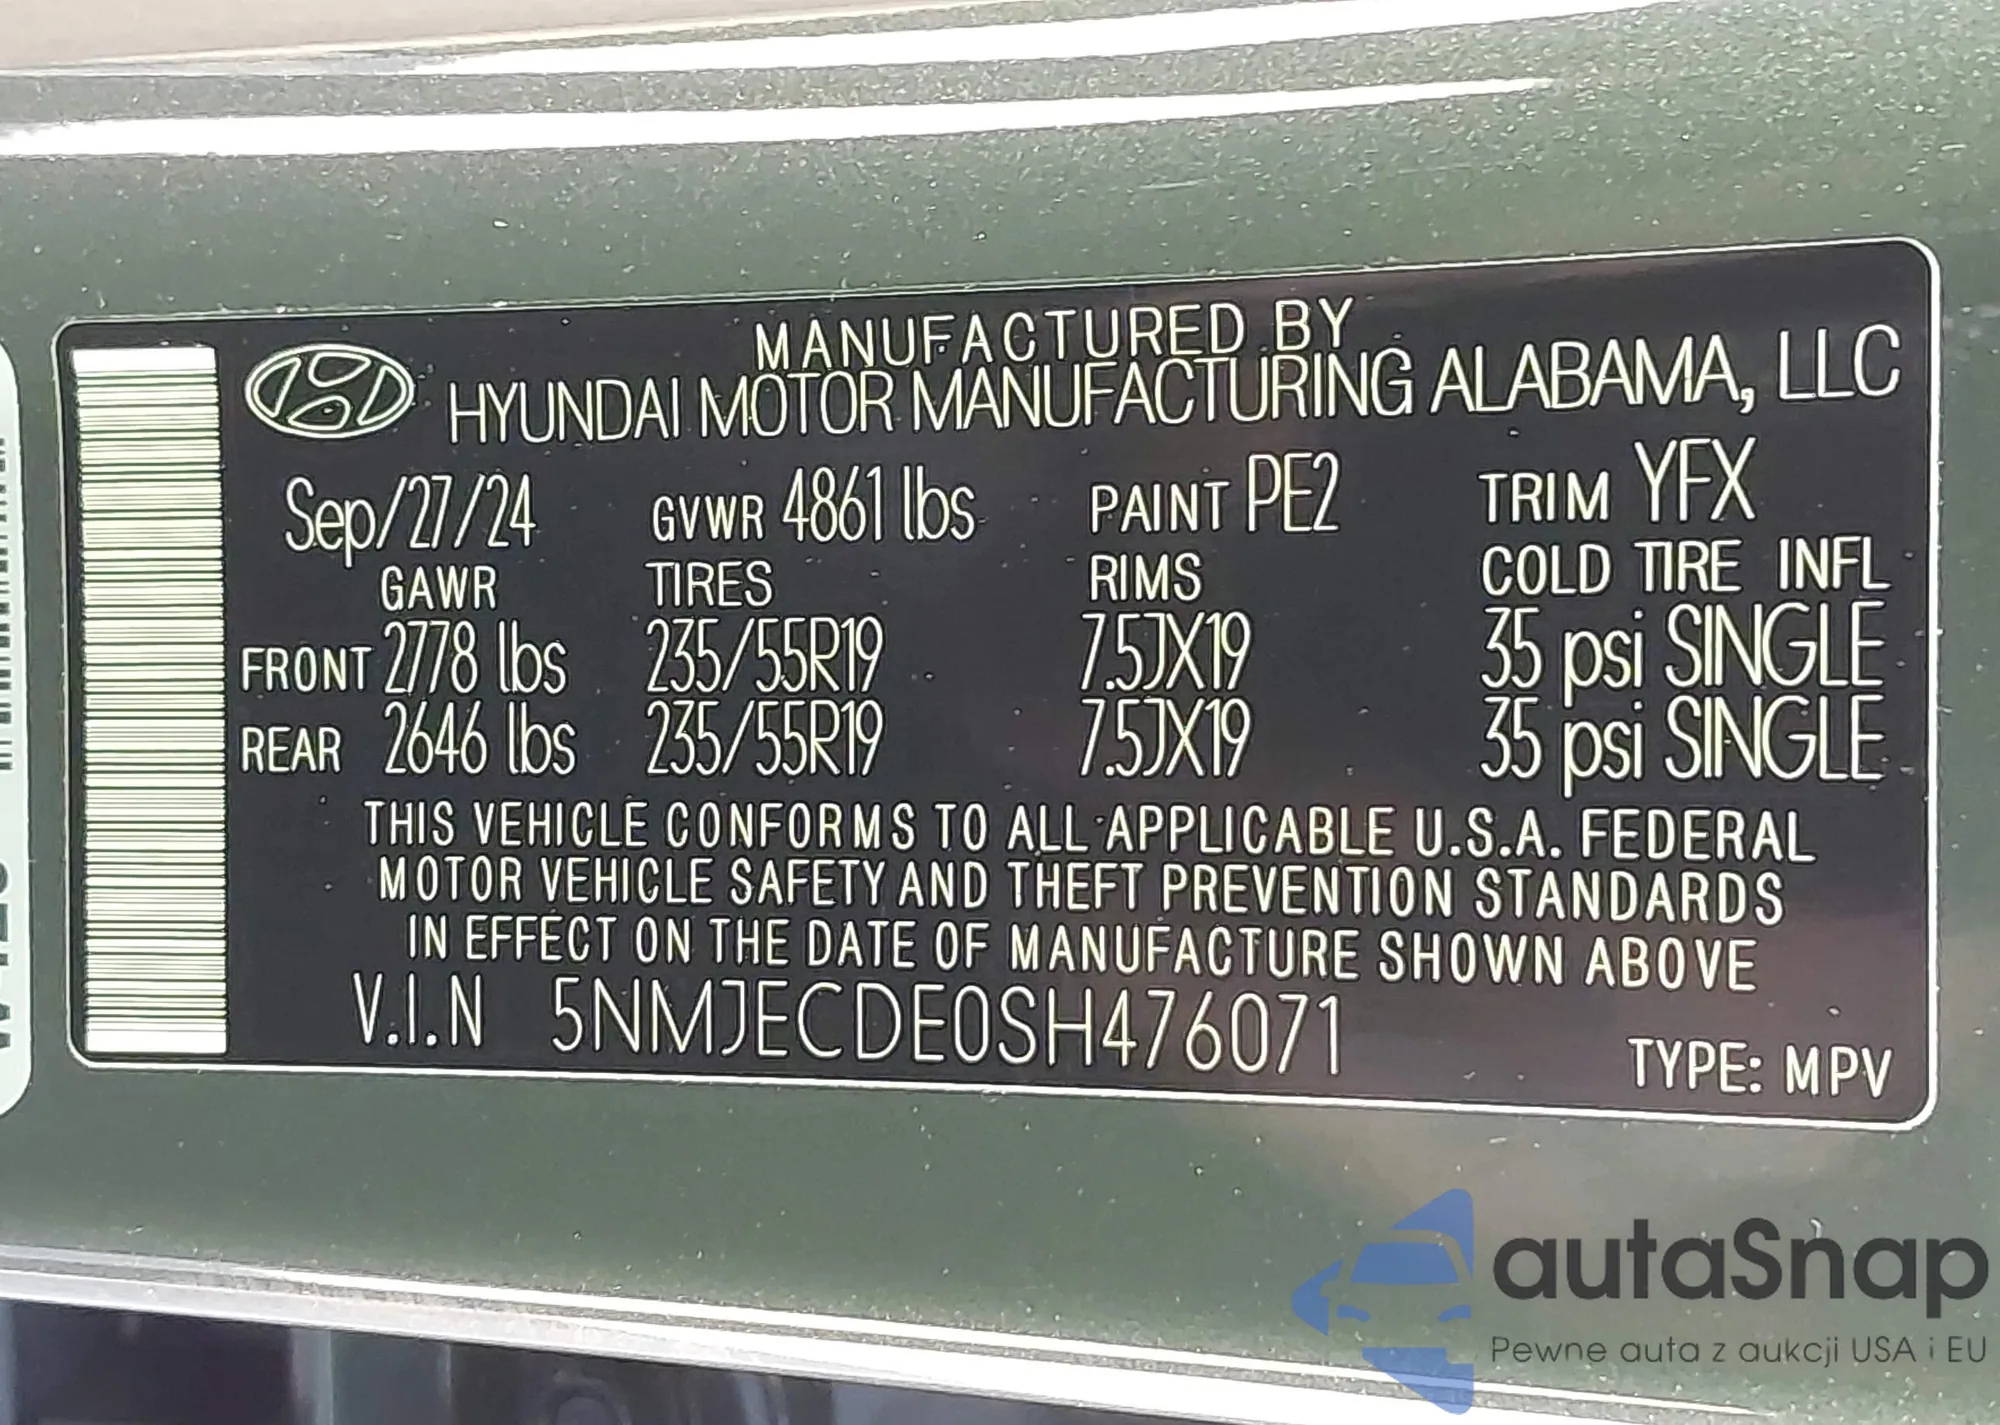 MANUFACTURED BY
HYUNDAI MOTOR MANUFACTURING ALABAMA, LLC
Sep/27/24 GVWR 4861 lbs PAINT PE2 TRIM YFX
GAWR TIRES RIMS COLD TIRE INFL
FRONT 2778 lbs 235/55R19 7.5JX19 35 psi SINGLE
REAR 2646 lbs 235/55R19 7.5JX19 35 psi SINGLE
THIS VEHICLE CONFORMS TO ALL APPLICABLE U.S.A. FEDERAL
MOTOR VEHICLE SAFETY AND THEFT PREVENTION STANDARDS
IN EFFECT ON THE DATE OF MANUFACTURE SHOWN ABOVE
V.I.N 5NMJECDE0SH476071
TYPE: MPV
autaSnap
Pewne auta z aukcji USA i EU